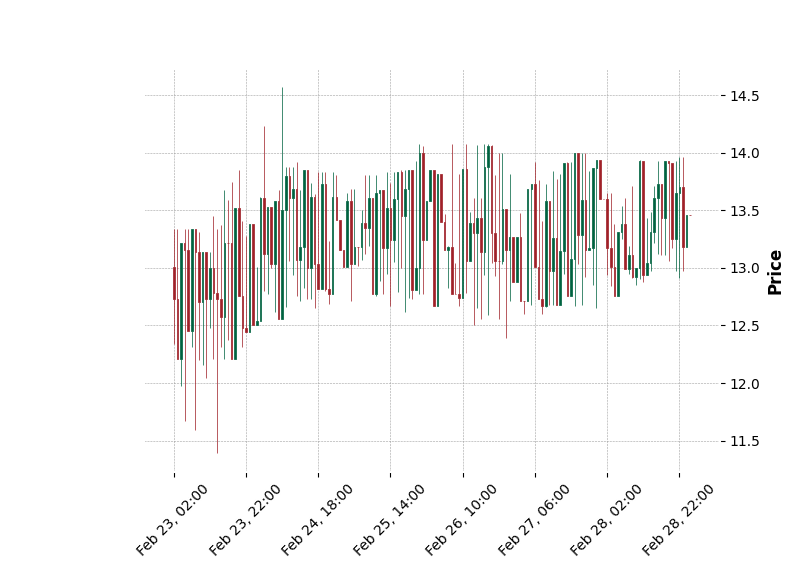 14.5
14.0
13.5
13.0
12.5
12.0
11.5
Price
Feb 23, 02:00
Feb 23, 22:00
Feb 24, 18:00
Feb 25, 14:00
Feb 26, 10:00
Feb 27, 06:00
Feb 28, 02:00
Feb 28, 22:00